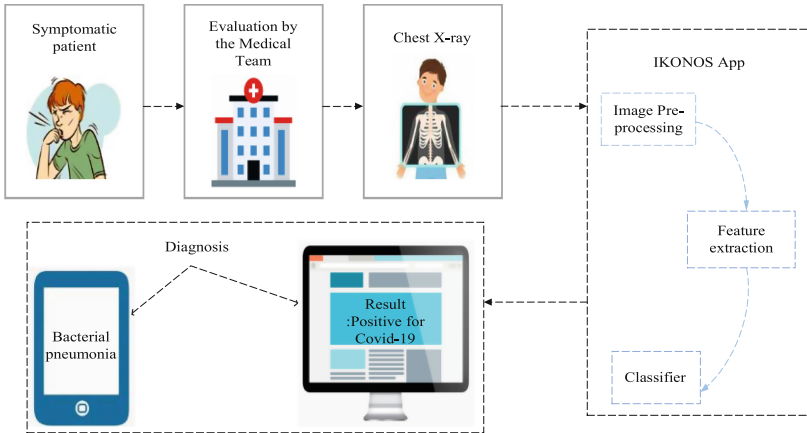 Symptomatic
patient
Evaluation by
the Medical
Team
Chest X-ray
IKONOS App
Image Pre-
processing
Feature
extraction
Classifier
Diagnosis
Bacterial
pneumonia
Result
:Positive for
Covid-19